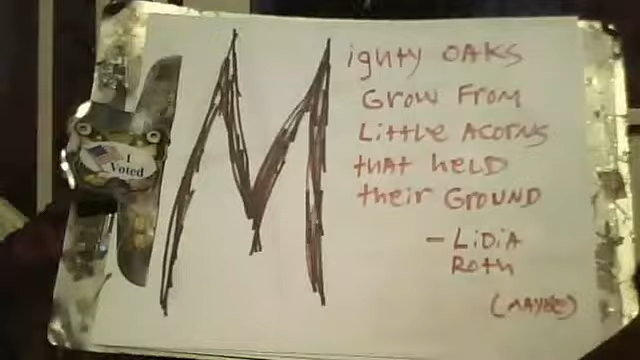 I Voted
Mighty OAKS
Grow From
Little Acorns
that held
their Ground
- Lidia
Roth
(Maybe)